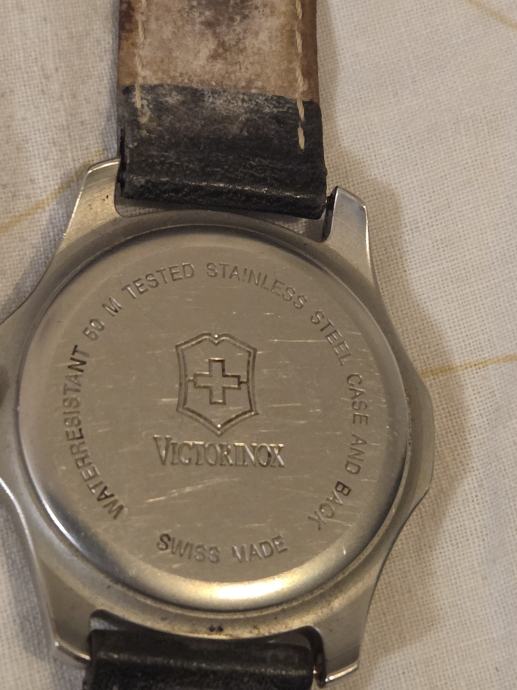 WATERRESISTANT 50 M TESTED STAINLESS STEEL CASE AND BACK
VICTORINOX
SWISS MADE